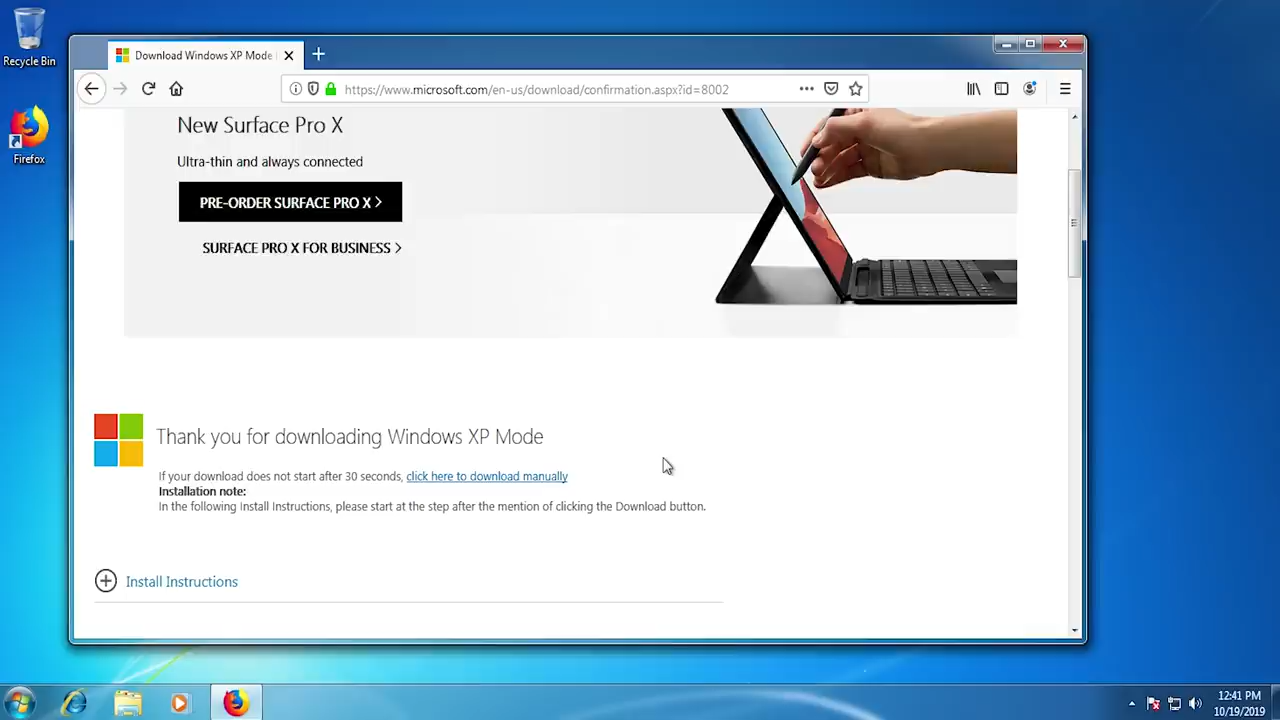 Recycle Bin
Firefox
Download Windows XP Mode
https://www.microsoft.com/en-us/download/confirmation.aspx?id=8002
New Surface Pro X
Ultra-thin and always connected
PRE-ORDER SURFACE PRO X >
SURFACE PRO X FOR BUSINESS >
Thank you for downloading Windows XP Mode
If your download does not start after 30 seconds, click here to download manually
Installation note:
In the following Install Instructions, please start at the step after the mention of clicking the Download button.
Install Instructions
12:41 PM
10/19/2019